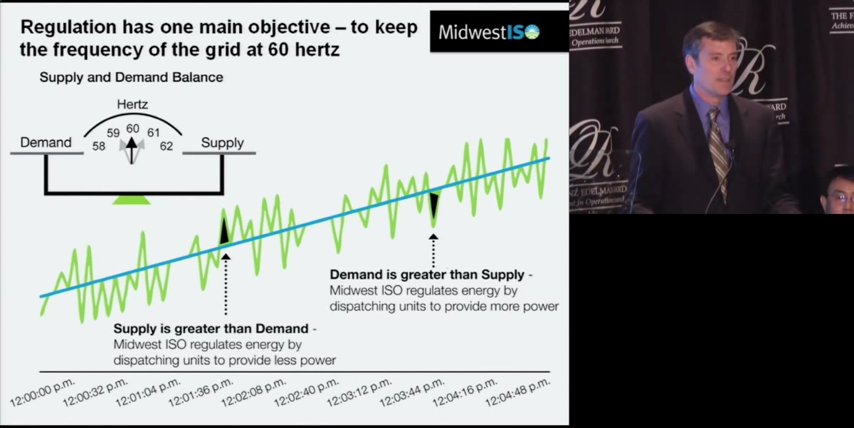 Regulation has one main objective – to keep
the frequency of the grid at 60 hertz
MidwestISO
Supply and Demand Balance
Hertz
58 59 60 61 62
Demand
Supply
Demand is greater than Supply -
Midwest ISO regulates energy by
dispatching units to provide more power
Supply is greater than Demand -
Midwest ISO regulates energy by
dispatching units to provide less power
12:00:00 p.m.
12:00:32 p.m.
12:01:04 p.m.
12:01:36 p.m.
12:02:08 p.m.
12:02:40 p.m.
12:03:12 p.m.
12:03:44 p.m.
12:04:16 p.m.
12:04:48 p.m.
R
EDELMAN
THE F
Achiev